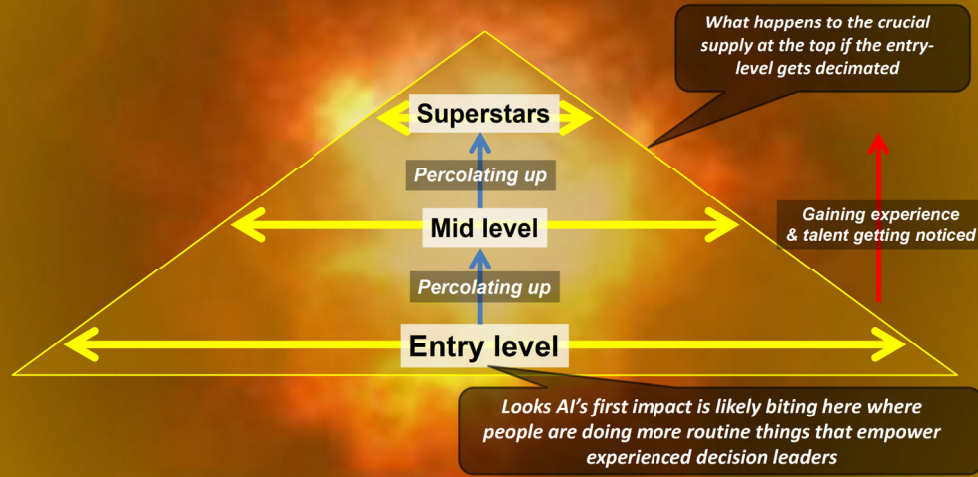 What happens to the crucial
supply at the top if the entry-
level gets decimated
Superstars
Percolating up
Gaining experience
& talent getting noticed
Mid level
Percolating up
Entry level
Looks AI's first impact is likely biting here where
people are doing more routine things that empower
experienced decision leaders